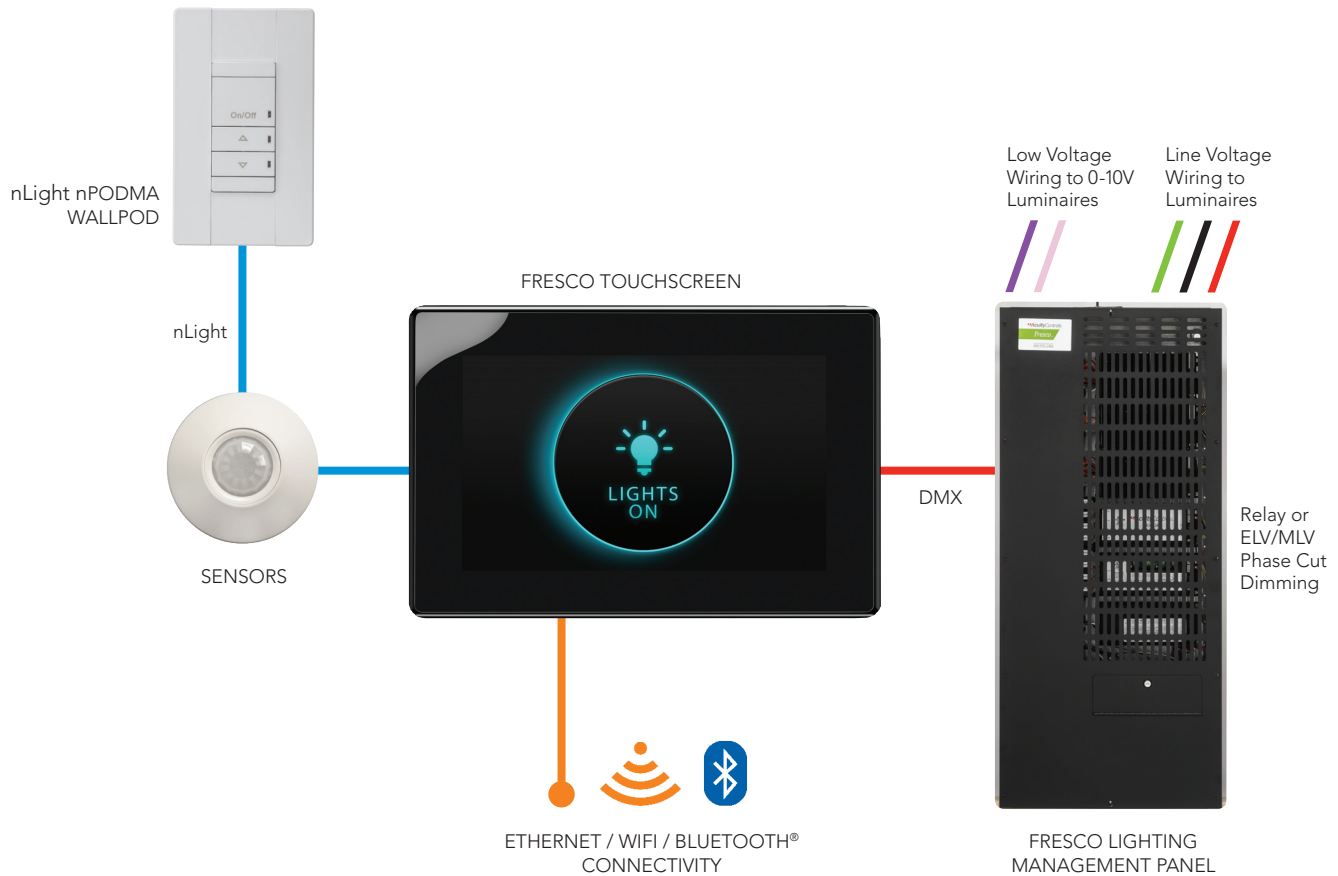 On/Off
nLight nPODMA
WALLPOD
nLight
SENSORS
FRESCO TOUCHSCREEN
LIGHTS
ON
ETHERNET / WIFI / BLUETOOTH®
CONNECTIVITY
DMX
Low Voltage
Wiring to 0-10V
Luminaires
Line Voltage
Wiring to
Luminaires
AcuityControls
Fresco
Relay or
ELV/MLV
Phase Cut
Dimming
FRESCO LIGHTING
MANAGEMENT PANEL